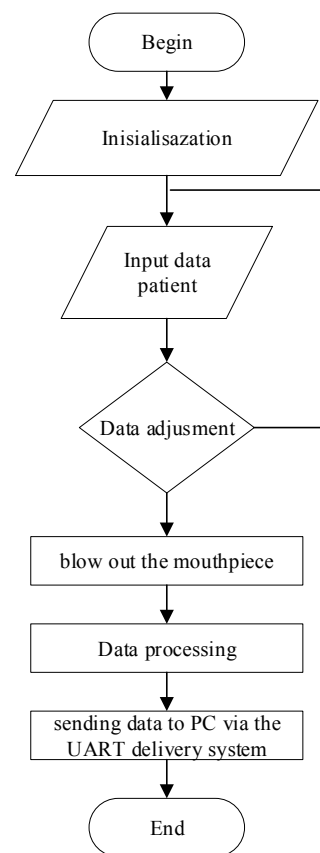 Begin
Inisialisazation
Input data
patient
Data adjusment
blow out the mouthpiece
Data processing
sending data to PC via the
UART delivery system
End